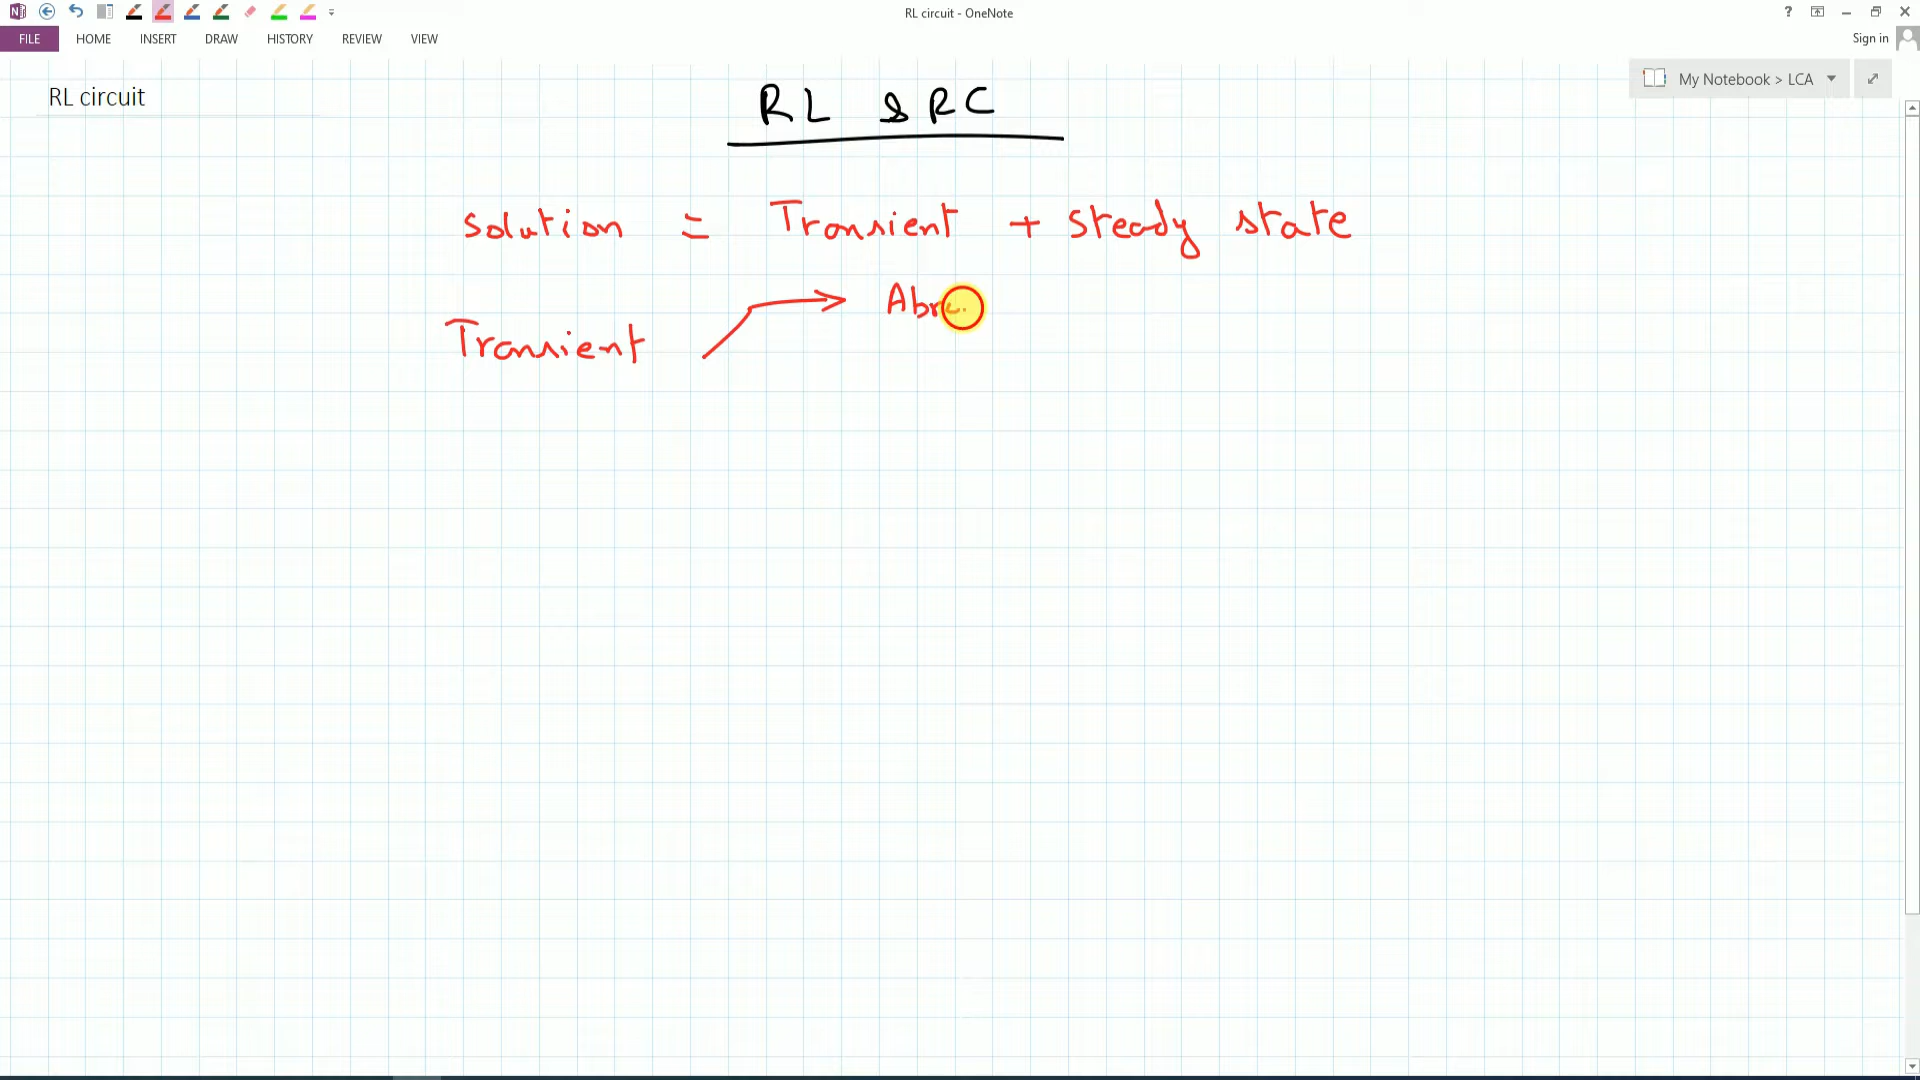 RL circuit - OneNote
?
FILE HOME INSERT DRAW HISTORY REVIEW VIEW
Sign in
My Notebook > LCA
RL circuit
RL & RC
Solution = Transient + Steady state
Transient